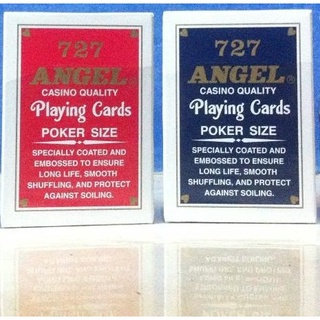 727
ANGEL®
CASINO QUALITY
Playing Cards
POKER SIZE
SPECIALLY COATED AND
EMBOSSED TO ENSURE
LONG LIFE, SMOOTH
SHUFFLING, AND PROTECT
AGAINST SOILING.
727
ANGEL®
CASINO QUALITY
Playing Cards
POKER SIZE
SPECIALLY COATED AND
EMBOSSED TO ENSURE
LONG LIFE, SMOOTH
SHUFFLING, AND PROTECT
AGAINST SOILING.